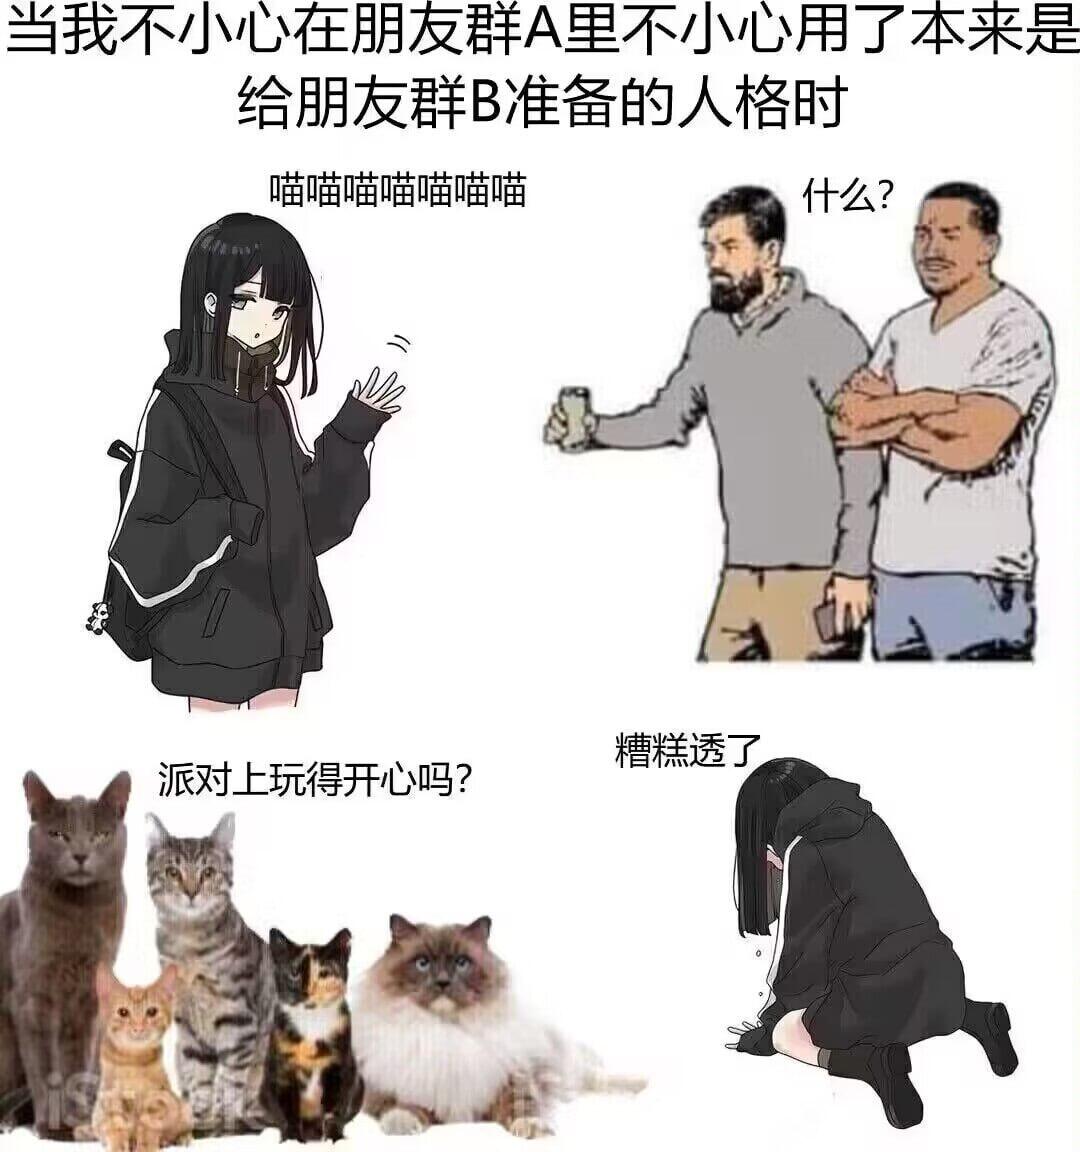 当我不小心在朋友群A里不小心用了本来是
给朋友群B准备的人格时
喵喵喵喵喵喵喵
什么?
派对上玩得开心吗?
糟糕透了
iStock